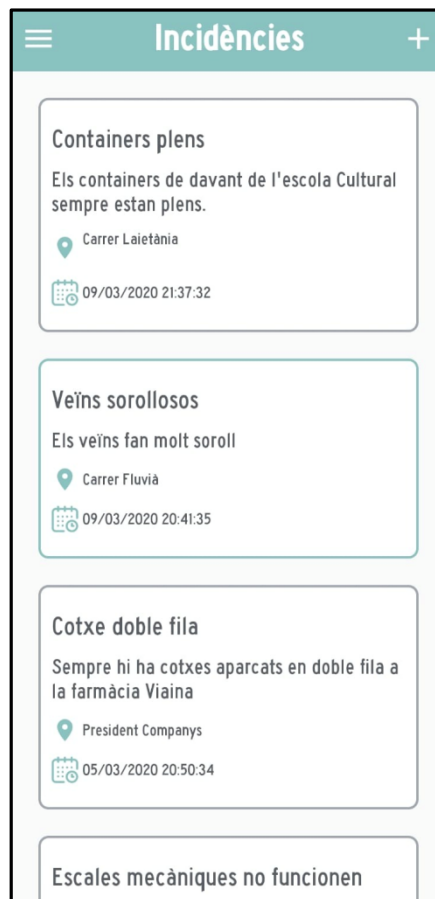 Incidències
Containers plens
Els containers de davant de l'escola Cultural
sempre estan plens.
Carrer Laietània
09/03/2020 21:37:32
Veïns sorollosos
Els veïns fan molt soroll
Carrer Fluvià
09/03/2020 20:41:35
Cotxe doble fila
Sempre hi ha cotxes aparcats en doble fila a
la farmàcia Viaina
President Companys
05/03/2020 20:50:34
Escales mecàniques no funcionen